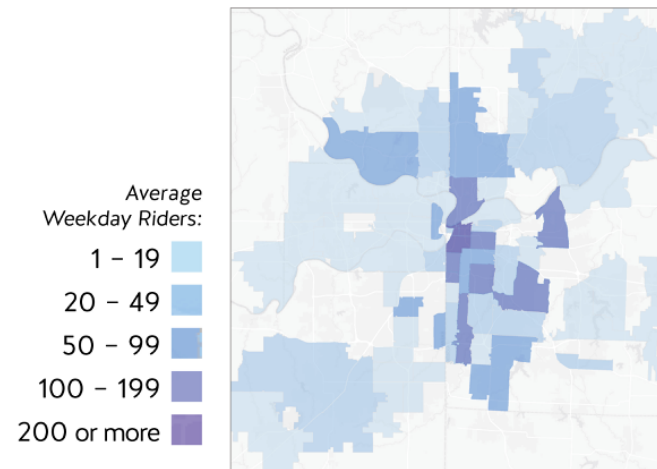 Average
Weekday Riders:
1 – 19
20 – 49
50 – 99
100 – 199
200 or more